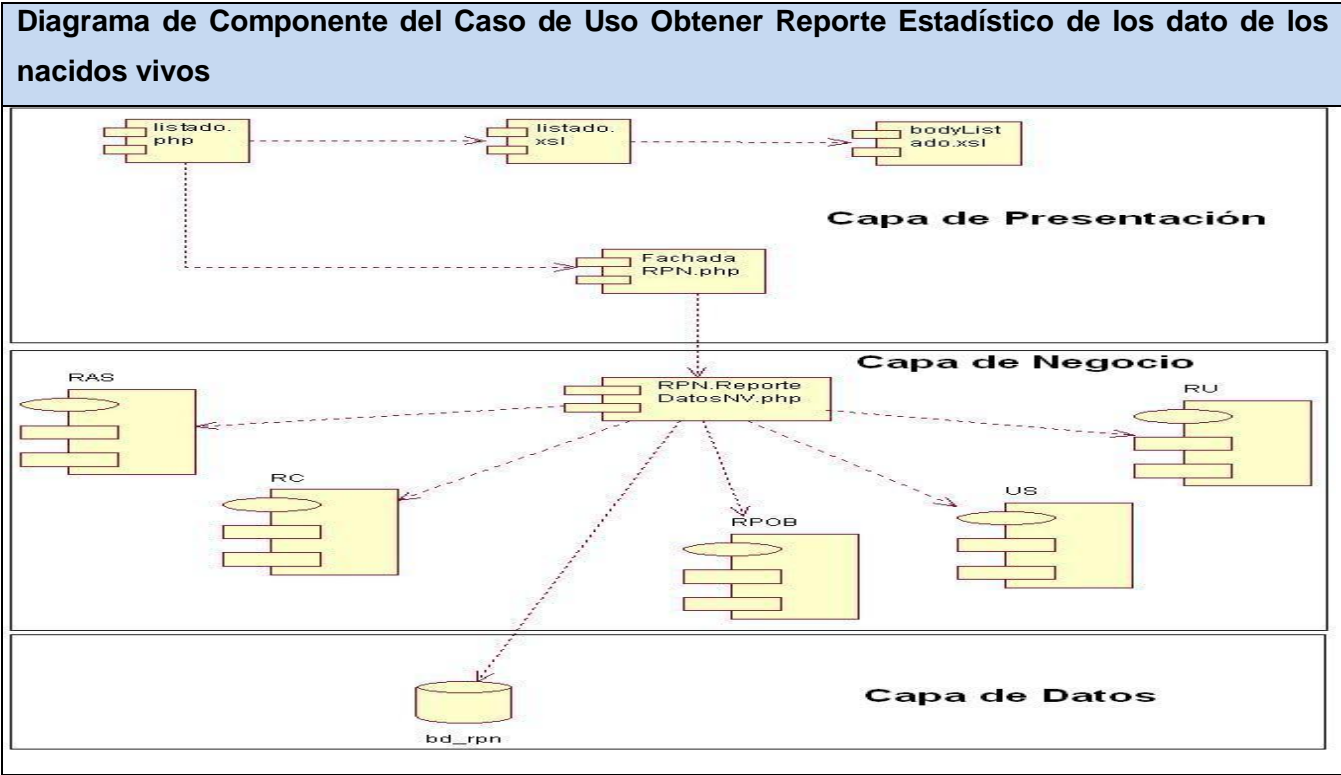 Diagrama de Componente del Caso de Uso Obtener Reporte Estadístico de los dato de los
nacidos vivos
listado.
php
listado.
xsl
bodyList
ado.xsl
Capa de Presentación
Fachada
RPN.php
Capa de Negocio
RAS
RPN.Reporte
DatosNV.php
RU
RC
US
RPOB
Capa de Datos
bd_rpn